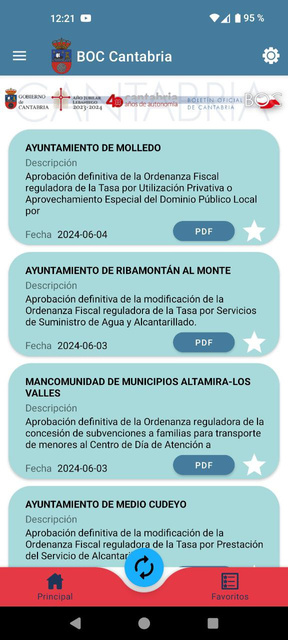 12:21
95 %
BOC Cantabria
GOBIERNO
de
CANTABRIA
AÑO JUBILAR
LEBANIEGO
2023-2024
40 cantabria
años de autonomía
BOLETÍN OFICIAL
DE CANTABRIA
BOC
CANTABRIA
AYUNTAMIENTO DE MOLLEDO
Descripción
Aprobación definitiva de la Ordenanza Fiscal
reguladora de la Tasa por Utilización Privativa o
Aprovechamiento Especial del Dominio Público Local
por
Fecha 2024-06-04
PDF
AYUNTAMIENTO DE RIBAMONTÁN AL MONTE
Descripción
Aprobación definitiva de la modificación de la
Ordenanza Fiscal reguladora de la Tasa por Servicios
de Suministro de Agua y Alcantarillado.
Fecha 2024-06-03
PDF
MANCOMUNIDAD DE MUNICIPIOS ALTAMIRA-LOS
VALLES
Descripción
Aprobación definitiva de la Ordenanza reguladora de la
concesión de subvenciones a familias para transporte
de menores al Centro de Día de Atención a
Fecha 2024-06-03
PDF
AYUNTAMIENTO DE MEDIO CUDEYO
Descripción
Aprobación definitiva de la modificación de la
Ordenanza Fiscal reguladora de la Tasa por Prestación
del Servicio de Alcantar
Principal
Favoritos